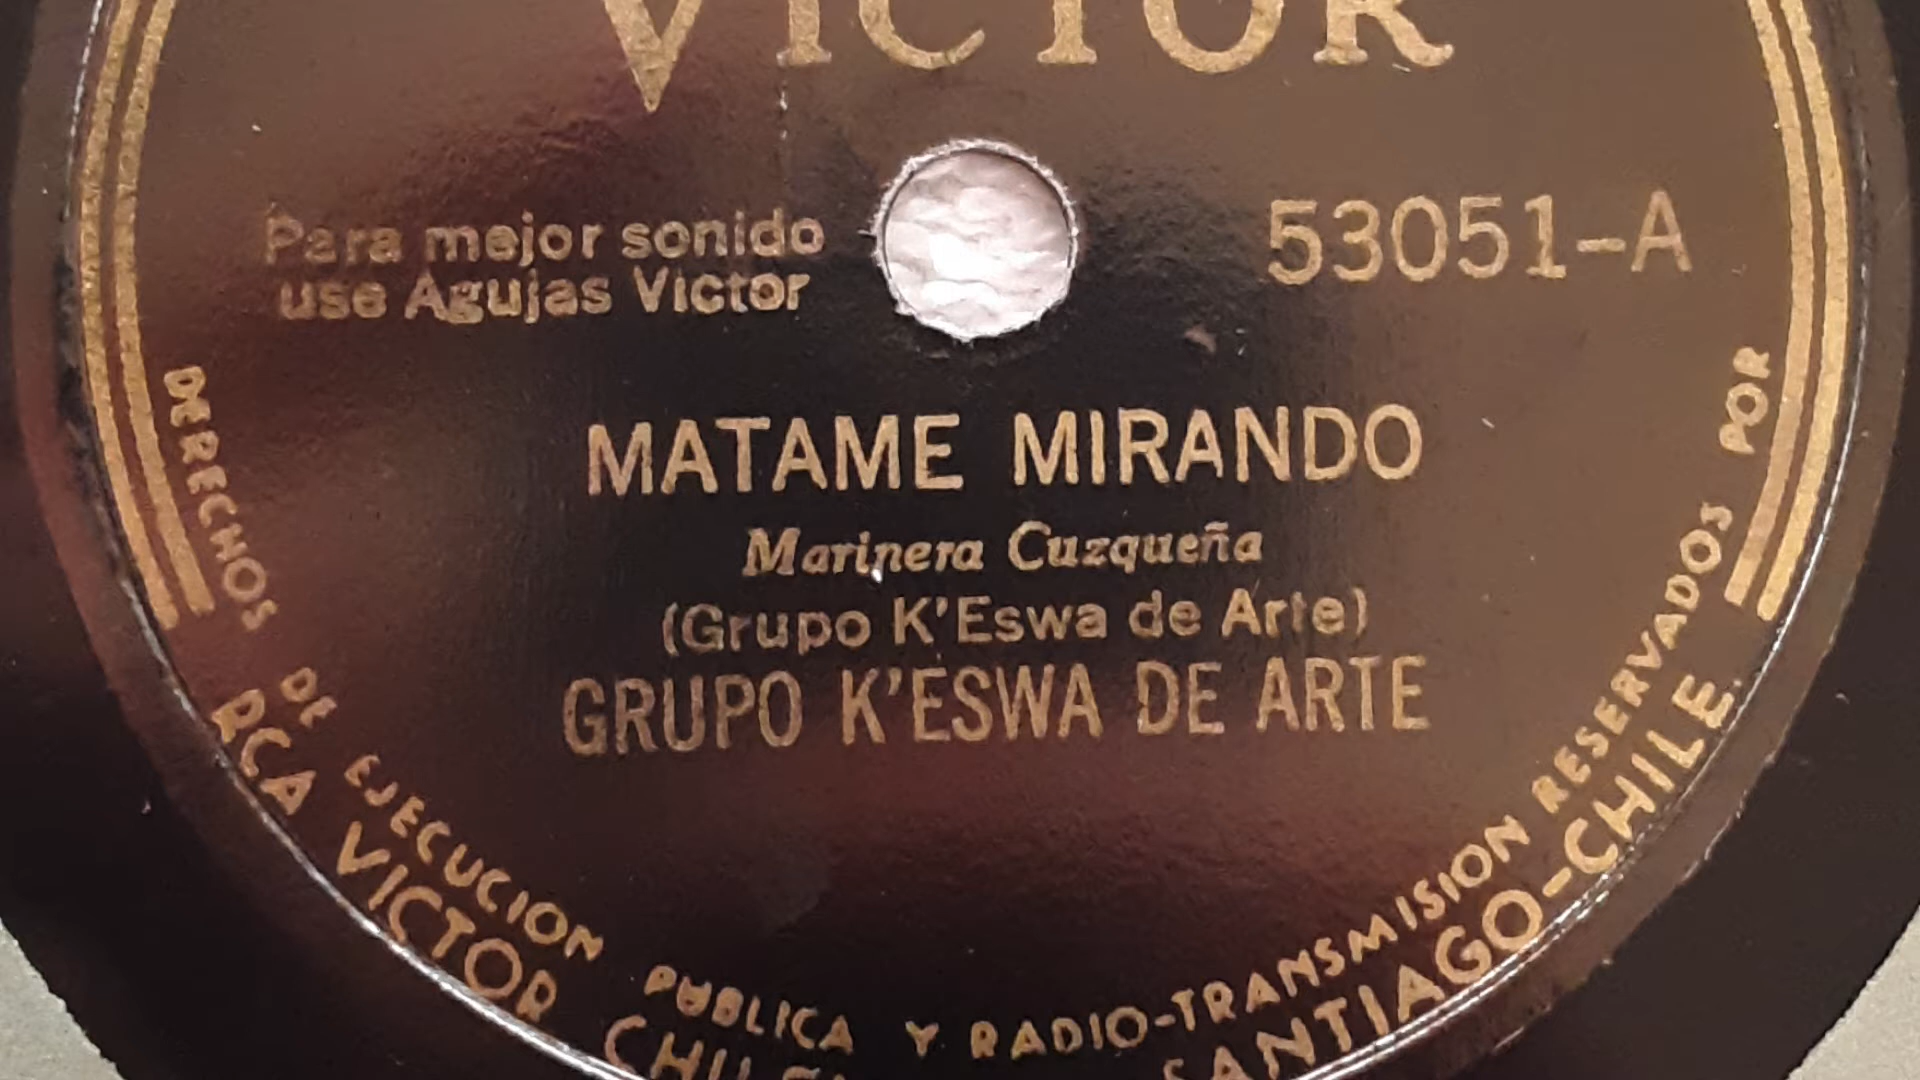 VICTOR
Para mejor sonido
use Agujas Victor
53051-A
MATAME MIRANDO
Marinera Cuzqueña
(Grupo K'Eswa de Arte)
GRUPO K'ESWA DE ARTE
DERECHOS DE EJECUCION PUBLICA Y RADIO-TRANSMISION RESERVADOS POR
RCA VICTOR SANTIAGO-CHILE.